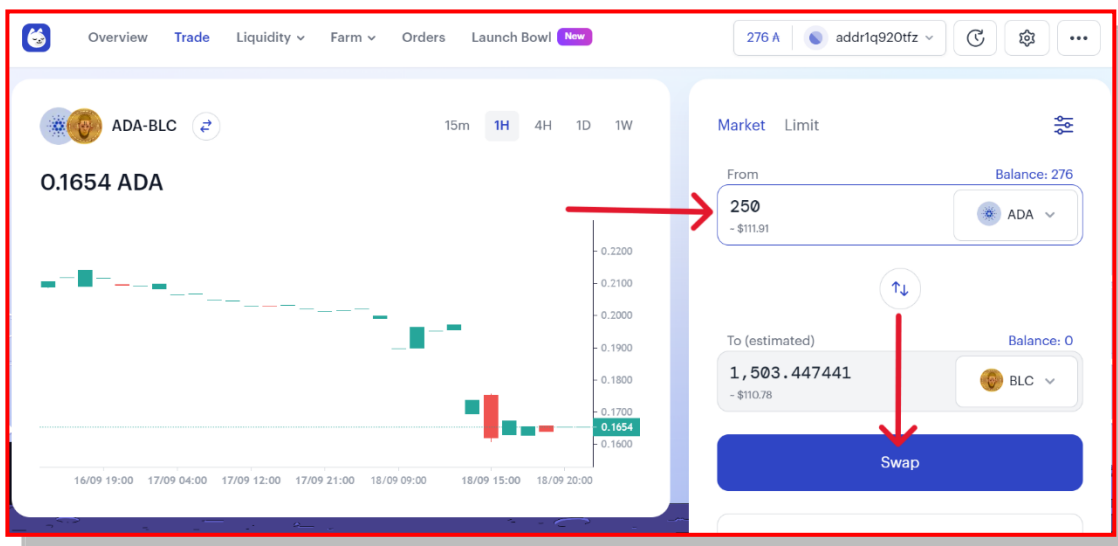 Overview Trade Liquidity Farm Orders Launch Bowl New 276 ₳ addr1q920tfz
ADA-BLC 15m 1H 4H 1D 1W
0.1654 ADA
0.2200
0.2100
0.2000
0.1900
0.1800
0.1700
0.1654
0.1600
16/09 19:00 17/09 04:00 17/09 12:00 17/09 21:00 18/09 09:00 18/09 15:00 18/09 20:00
Market Limit
From Balance: 276
250 ADA
~ $111.91
To (estimated) Balance: 0
1,503.447441 BLC
~ $110.78
Swap